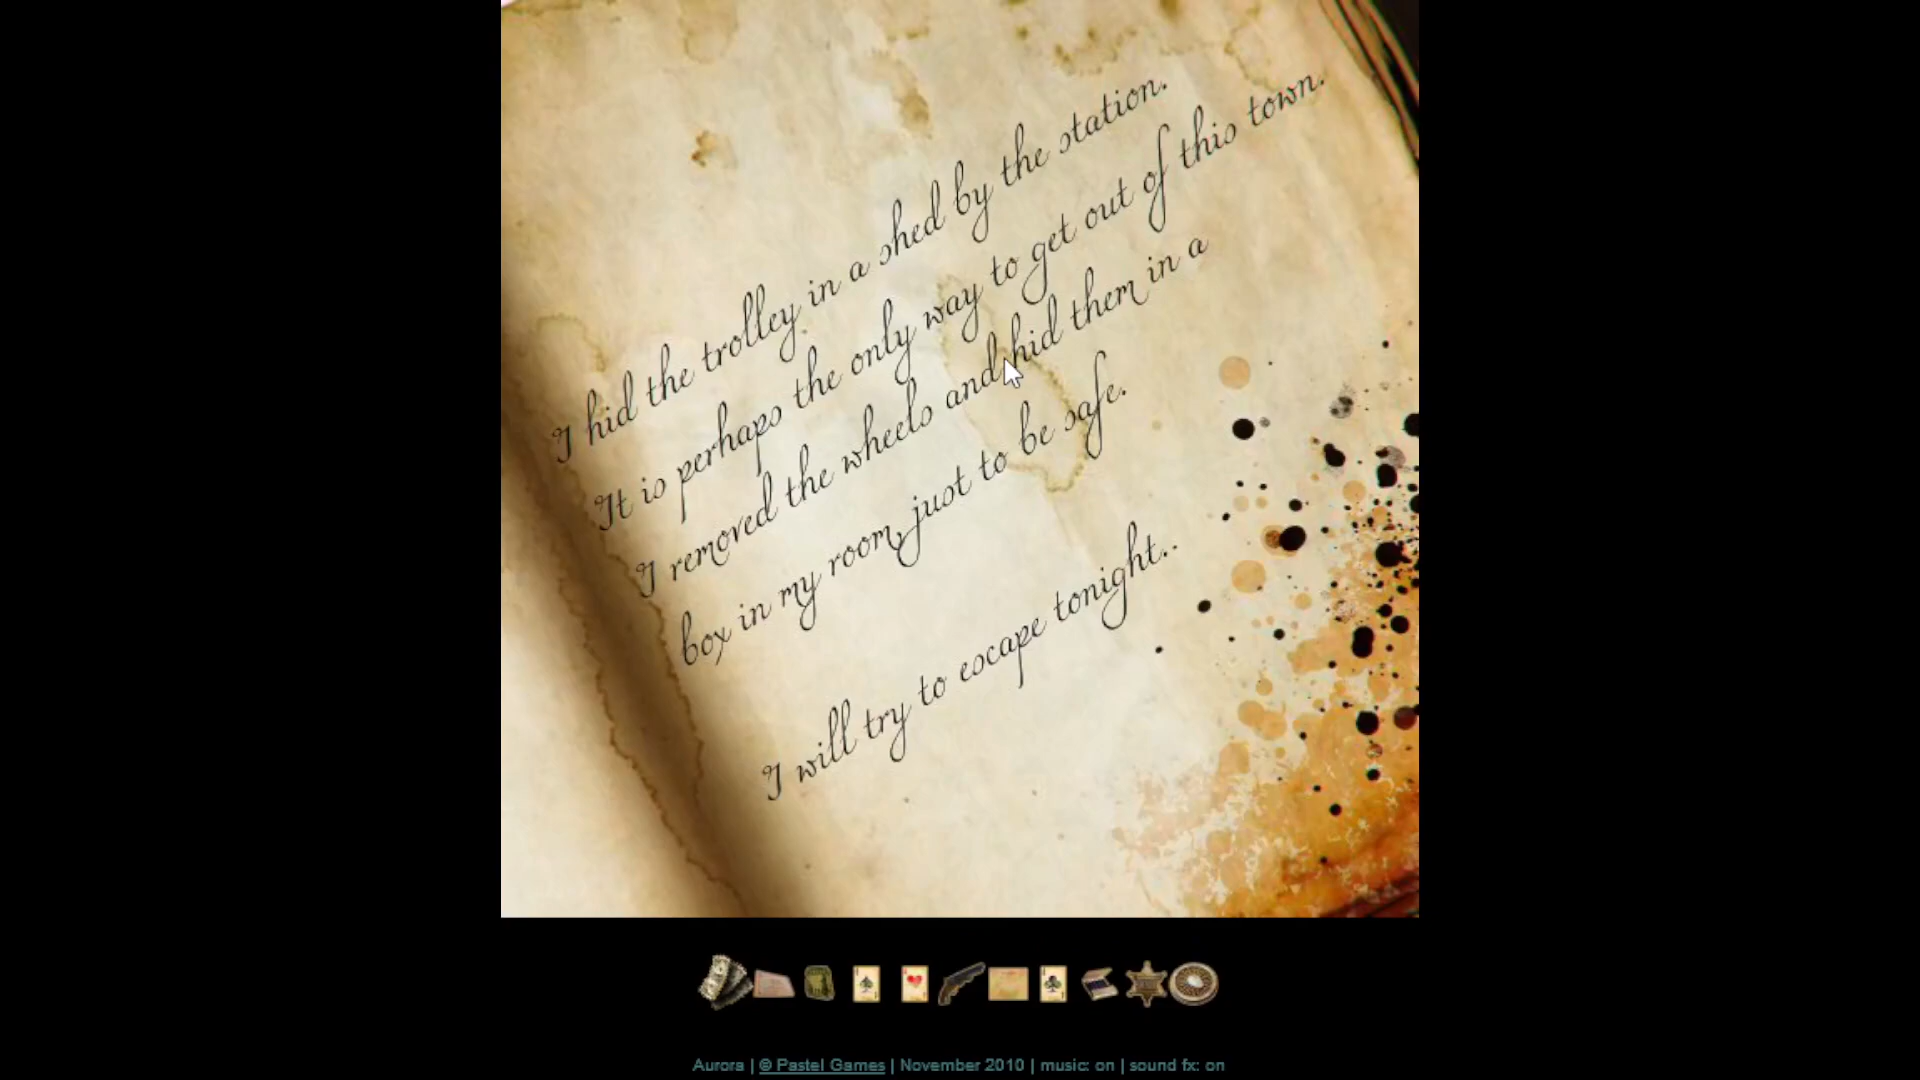 I hid the trolley in a shed by the station.
It is perhaps the only way to get out of this town.
I removed the wheels and hid them in a
box in my room, just to be safe.
I will try to escape tonight..
Aurora | © Pastel Games | November 2010 | music: on | sound fx: on